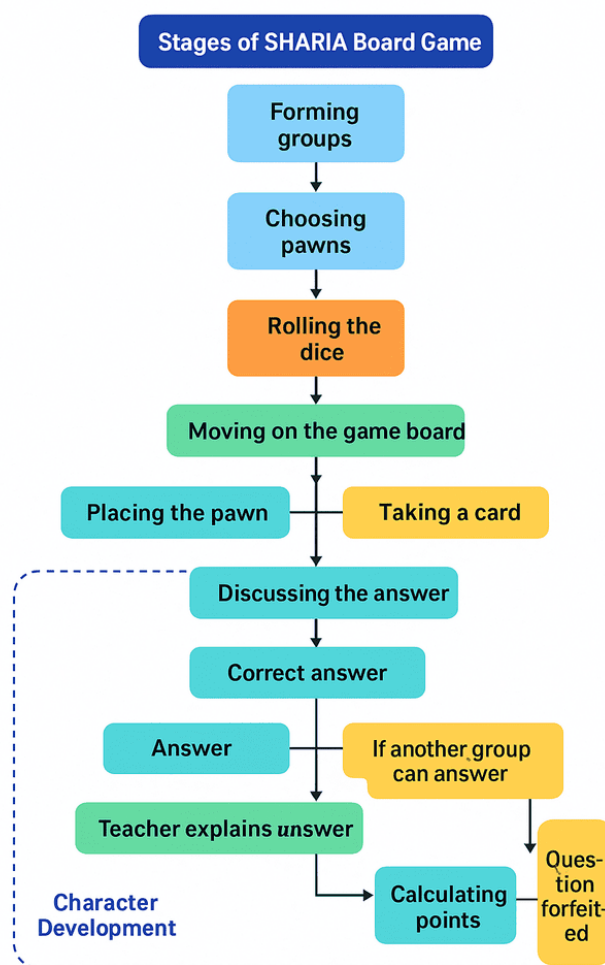 Stages of SHARIA Board Game
Forming
groups
Choosing
pawns
Rolling the
dice
Moving on the game board
Placing the pawn
Taking a card
Discussing the answer
Correct answer
Answer
If another group
can answer
Teacher explains unswer
Ques-
tion
forfeit-
ed
Calculating
points
Character
Development